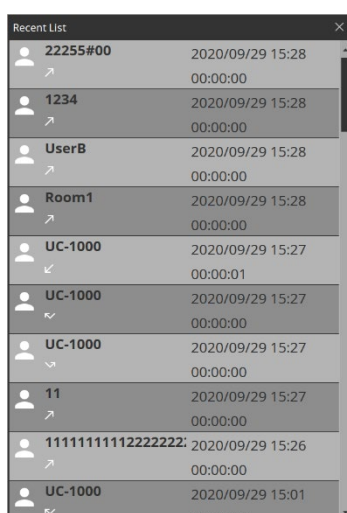 Recent List
22255#00 2020/09/29 15:28
00:00:00
1234 2020/09/29 15:28
00:00:00
UserB 2020/09/29 15:28
00:00:00
Room1 2020/09/29 15:28
00:00:00
UC-1000 2020/09/29 15:27
00:00:01
UC-1000 2020/09/29 15:27
00:00:00
UC-1000 2020/09/29 15:27
00:00:00
11 2020/09/29 15:27
00:00:00
2020/09/29 15:26
00:00:00
UC-1000 2020/09/29 15:01